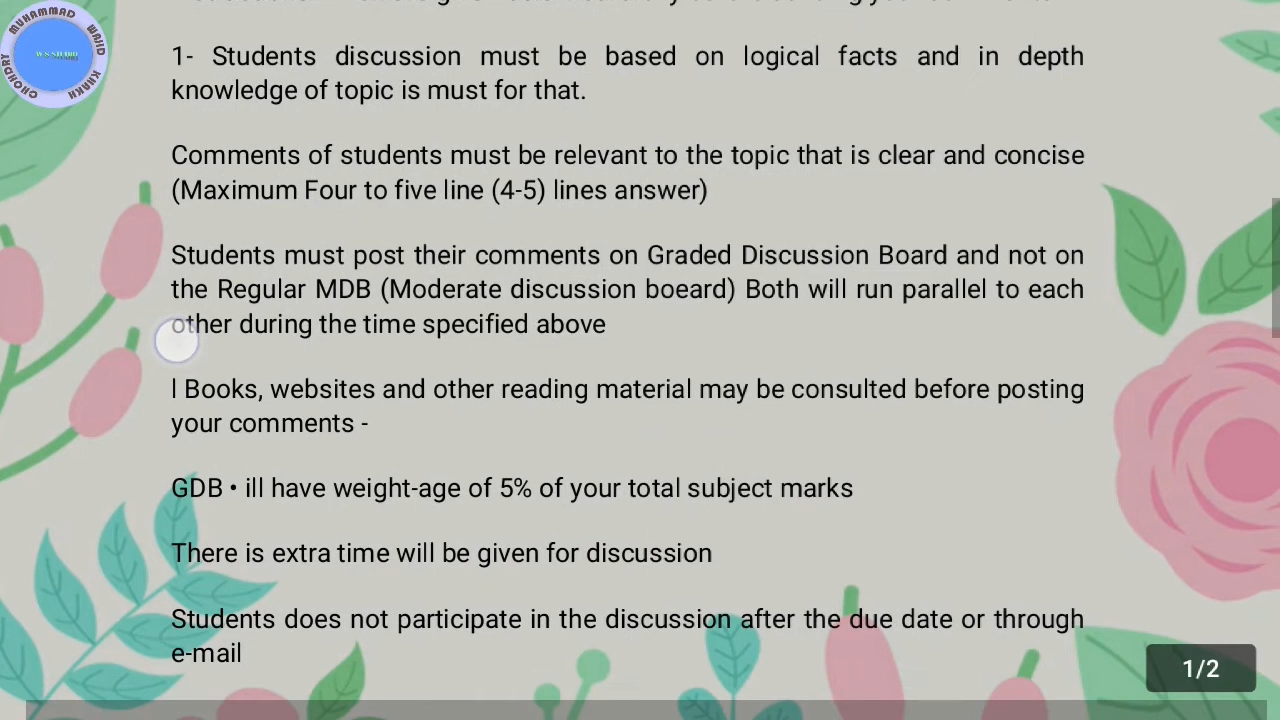 MUHAMMAD WAJID KHAKH CHOHDRY
W S STUDIO
1- Students discussion must be based on logical facts and in depth
knowledge of topic is must for that.
Comments of students must be relevant to the topic that is clear and concise
(Maximum Four to five line (4-5) lines answer)
Students must post their comments on Graded Discussion Board and not on
the Regular MDB (Moderate discussion boeard) Both will run parallel to each
other during the time specified above
l Books, websites and other reading material may be consulted before posting
your comments -
GDB • ill have weight-age of 5% of your total subject marks
There is extra time will be given for discussion
Students does not participate in the discussion after the due date or through
e-mail
1/2